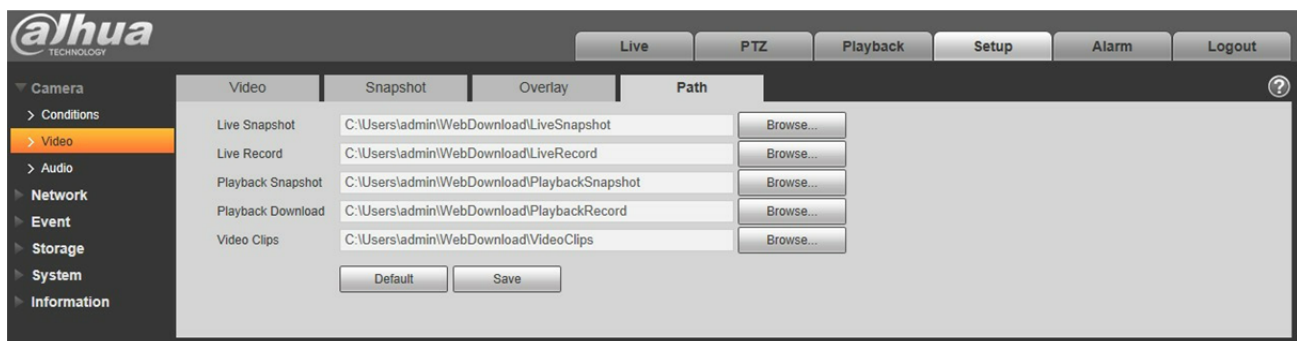 alhua
TECHNOLOGY
Live PTZ Playback Setup Alarm Logout
Camera
> Conditions
> Video
> Audio
Network
Event
Storage
System
Information
Video Snapshot Overlay Path ?
Live Snapshot C:\Users\admin\WebDownload\LiveSnapshot Browse...
Live Record C:\Users\admin\WebDownload\LiveRecord Browse...
Playback Snapshot C:\Users\admin\WebDownload\PlaybackSnapshot Browse...
Playback Download C:\Users\admin\WebDownload\PlaybackRecord Browse...
Video Clips C:\Users\admin\WebDownload\VideoClips Browse...
Default Save